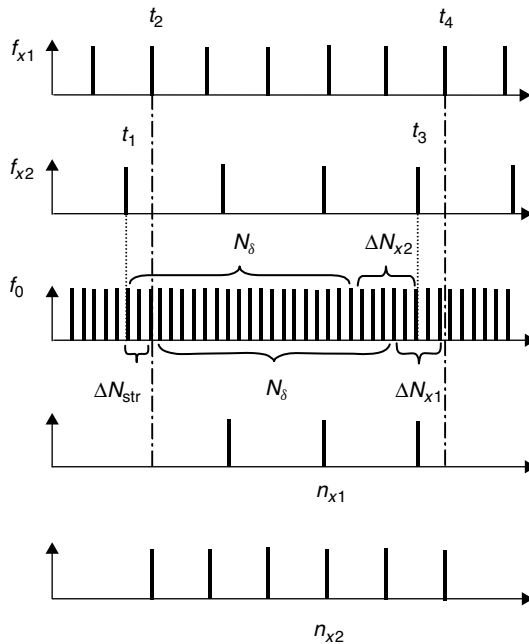 t2 t4
fx1
t1 t3
fx2
Nδ ΔNx2
f0
ΔNstr Nδ ΔNx1
nx1
nx2